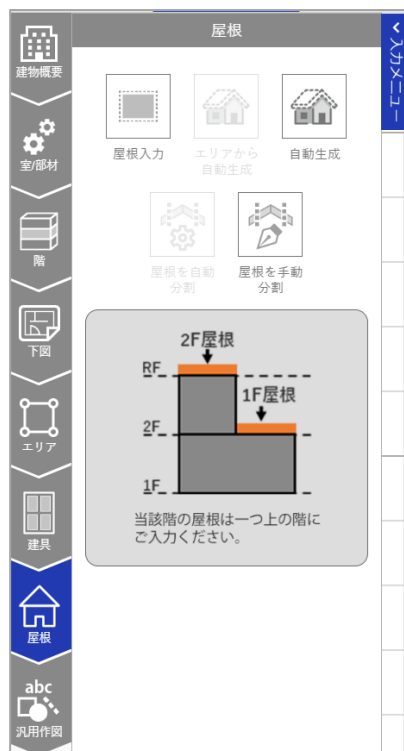 屋根
入力メニュー
建物概要
室/部材
階
下図
エリア
建具
屋根
abc
汎用作図
屋根入力
エリアから
自動生成
自動生成
屋根を自動
分割
屋根を手動
分割
2F屋根
RF
1F屋根
2F
1F
当該階の屋根は一つ上の階に
ご入力ください。